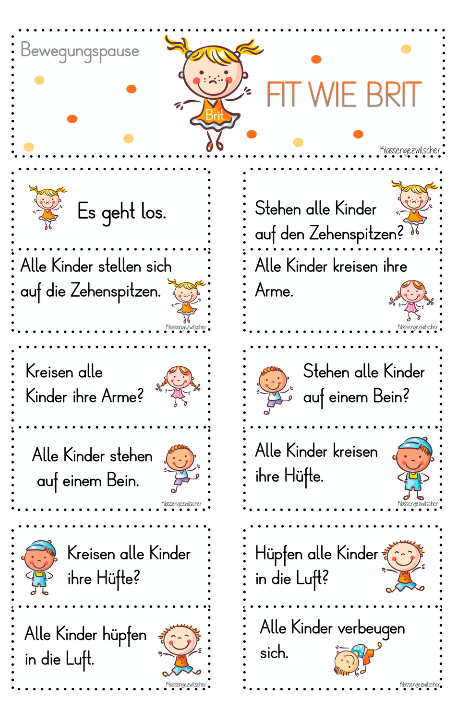 Bewegungspause
FIT WIE BRIT
Brit
Klassengezwitscher
Es geht los.
Alle Kinder stellen sich
auf die Zehenspitzen.
Klassengezwitscher
Stehen alle Kinder
auf den Zehenspitzen?
Alle Kinder kreisen ihre
Arme.
Klassengezwitscher
Kreisen alle
Kinder ihre Arme?
Alle Kinder stehen
auf einem Bein.
Klassengezwitscher
Stehen alle Kinder
auf einem Bein?
Alle Kinder kreisen
ihre Hüfte.
Klassengezwitscher
Kreisen alle Kinder
ihre Hüfte?
Alle Kinder hüpfen
in die Luft.
Klassengezwitscher
Hüpfen alle Kinder
in die Luft?
Alle Kinder verbeugen
sich.
Klassengezwitscher